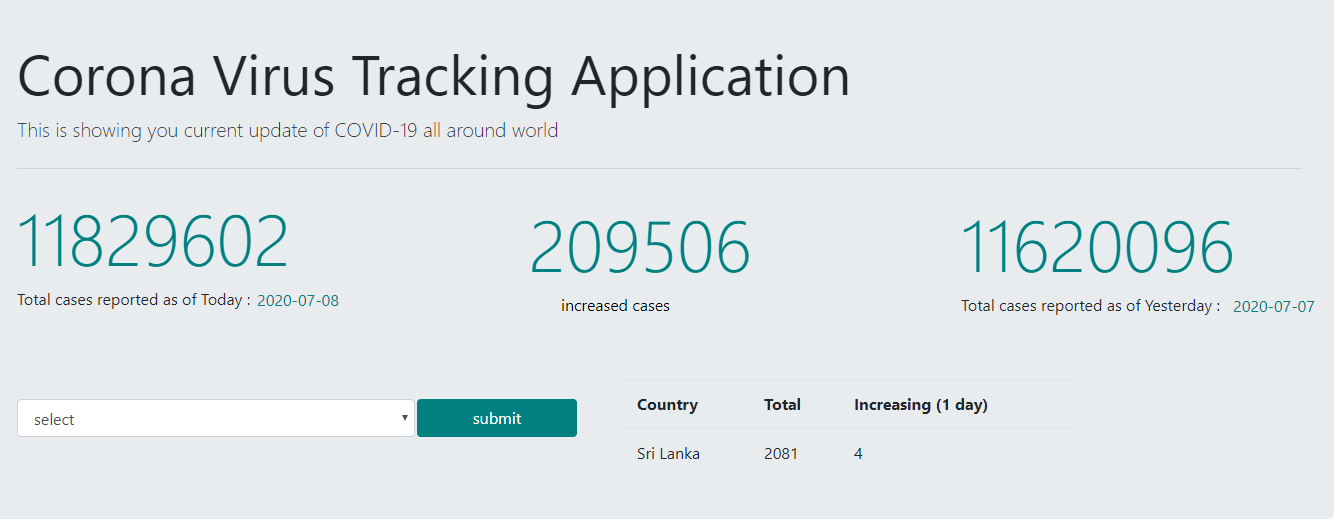 Corona Virus Tracking Application
This is showing you current update of COVID-19 all around world
11829602
Total cases reported as of Today : 2020-07-08
209506
increased cases
11620096
Total cases reported as of Yesterday : 2020-07-07
select
submit
Country Total Increasing (1 day)
Sri Lanka 2081 4